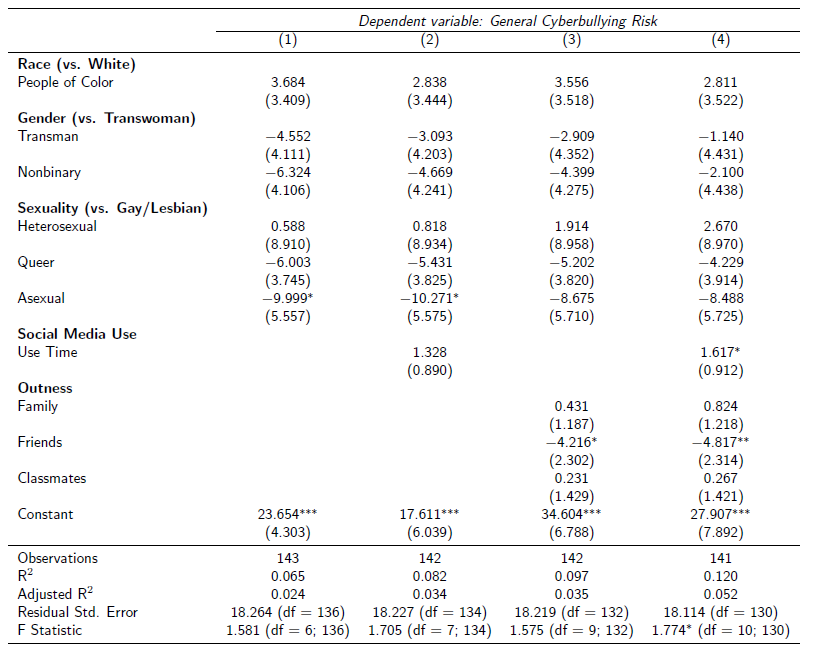 Dependent variable: General Cyberbullying Risk
(1) (2) (3) (4)
Race (vs. White)
People of Color 3.684 2.838 3.556 2.811
(3.409) (3.444) (3.518) (3.522)
Gender (vs. Transwoman)
Transman −4.552 −3.093 −2.909 −1.140
(4.111) (4.203) (4.352) (4.431)
Nonbinary −6.324 −4.669 −4.399 −2.100
(4.106) (4.241) (4.275) (4.438)
Sexuality (vs. Gay/Lesbian)
Heterosexual 0.588 0.818 1.914 2.670
(8.910) (8.934) (8.958) (8.970)
Queer −6.003 −5.431 −5.202 −4.229
(3.745) (3.825) (3.820) (3.914)
Asexual −9.999* −10.271* −8.675 −8.488
(5.557) (5.575) (5.710) (5.725)
Social Media Use
Use Time 1.328 1.617*
(0.890) (0.912)
Outness
Family 0.431 0.824
(1.187) (1.218)
Friends −4.216* −4.817**
(2.302) (2.314)
Classmates 0.231 0.267
(1.429) (1.421)
Constant 23.654*** 17.611*** 34.604*** 27.907***
(4.303) (6.039) (6.788) (7.892)
Observations 143 142 142 141
R² 0.065 0.082 0.097 0.120
Adjusted R² 0.024 0.034 0.035 0.052
Residual Std. Error 18.264 (df = 136) 18.227 (df = 134) 18.219 (df = 132) 18.114 (df = 130)
F Statistic 1.581 (df = 6; 136) 1.705 (df = 7; 134) 1.575 (df = 9; 132) 1.774* (df = 10; 130)